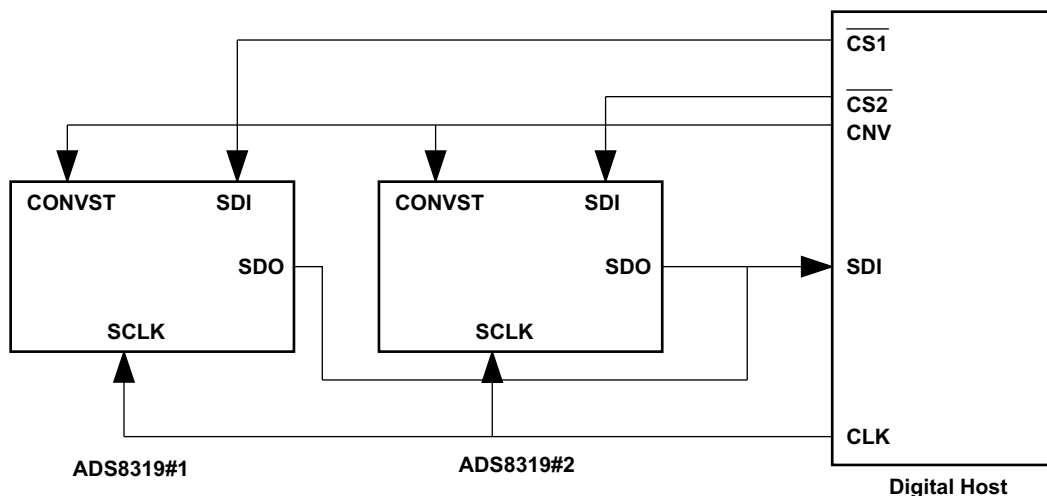 CS1
CS2
CNV
CONVST
SDI
CONVST
SDI
SDO
SDO
SDI
SCLK
SCLK
CLK
ADS8319#1
ADS8319#2
Digital Host